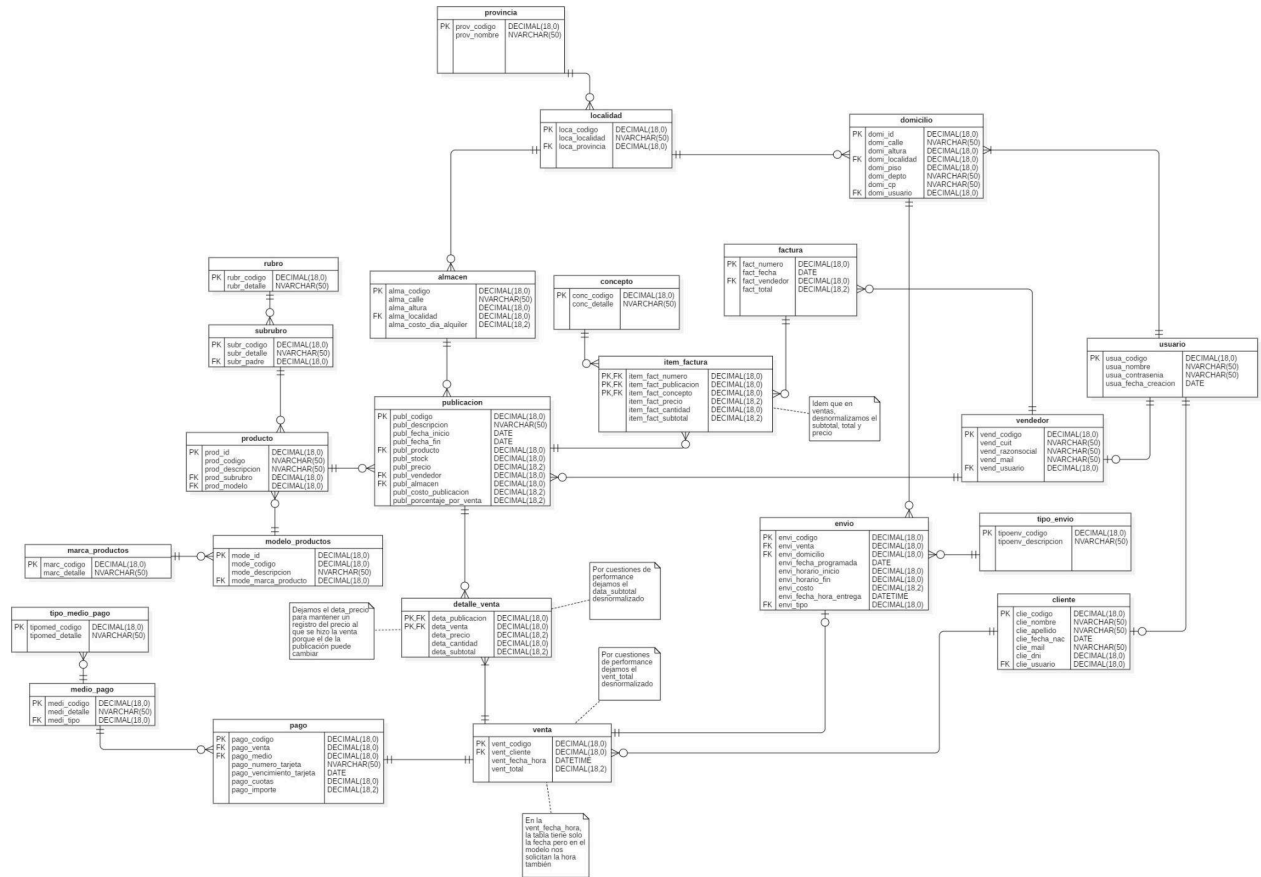 provincia
PK prov_codigo DECIMAL(18,0)
prov_nombre NVARCHAR(50)
localidad
PK loca_codigo DECIMAL(18,0)
loca_localidad NVARCHAR(50)
FK loca_provincia DECIMAL(18,0)
domicilio
PK domi_id DECIMAL(18,0)
domi_calle NVARCHAR(50)
domi_altura DECIMAL(18,0)
FK domi_localidad DECIMAL(18,0)
domi_piso DECIMAL(18,0)
domi_depto NVARCHAR(50)
domi_cp NVARCHAR(50)
FK domi_usuario DECIMAL(18,0)
rubro
PK rubr_codigo DECIMAL(18,0)
rubr_detalle NVARCHAR(50)
almacen
PK alma_codigo DECIMAL(18,0)
alma_calle NVARCHAR(50)
alma_altura DECIMAL(18,0)
FK alma_localidad DECIMAL(18,0)
alma_costo_dia_alquiler DECIMAL(18,2)
concepto
PK conc_codigo DECIMAL(18,0)
conc_detalle NVARCHAR(50)
factura
PK fact_numero DECIMAL(18,0)
fact_fecha DATE
FK fact_vendedor DECIMAL(18,0)
fact_total DECIMAL(18,2)
subrubro
PK subr_codigo DECIMAL(18,0)
subr_detalle NVARCHAR(50)
FK subr_padre DECIMAL(18,0)
item_factura
PK,FK item_fact_numero DECIMAL(18,0)
PK,FK item_fact_publicacion DECIMAL(18,0)
PK,FK item_fact_concepto DECIMAL(18,0)
item_fact_precio DECIMAL(18,2)
item_fact_cantidad DECIMAL(18,0)
item_fact_subtotal DECIMAL(18,2)
Idem que en
ventas,
desnormalizamos el
subtotal, total y
precio
usuario
PK usua_codigo DECIMAL(18,0)
usua_nombre NVARCHAR(50)
usua_contrasenia NVARCHAR(50)
usua_fecha_creacion DATE
publicacion
PK publ_codigo DECIMAL(18,0)
publ_descripcion NVARCHAR(50)
publ_fecha_inicio DATE
publ_fecha_fin DATE
FK publ_producto DECIMAL(18,0)
publ_stock DECIMAL(18,0)
publ_precio DECIMAL(18,2)
FK publ_vendedor DECIMAL(18,0)
FK publ_almacen DECIMAL(18,0)
publ_costo_publicacion DECIMAL(18,2)
publ_porcentaje_por_venta DECIMAL(18,2)
vendedor
PK vend_codigo DECIMAL(18,0)
vend_cuit NVARCHAR(50)
vend_razonsocial NVARCHAR(50)
vend_mail NVARCHAR(50)
FK vend_usuario DECIMAL(18,0)
producto
PK prod_id DECIMAL(18,0)
prod_codigo NVARCHAR(50)
prod_descripcion NVARCHAR(50)
FK prod_subrubro DECIMAL(18,0)
FK prod_modelo DECIMAL(18,0)
marca_productos
PK marc_codigo DECIMAL(18,0)
marc_detalle NVARCHAR(50)
modelo_productos
PK mode_id DECIMAL(18,0)
mode_codigo DECIMAL(18,0)
mode_descripcion NVARCHAR(50)
FK mode_marca_producto DECIMAL(18,0)
envio
PK envi_codigo DECIMAL(18,0)
FK envi_venta DECIMAL(18,0)
FK envi_domicilio DECIMAL(18,0)
envi_fecha_programada DATE
envi_horario_inicio DECIMAL(18,0)
envi_horario_fin DECIMAL(18,0)
envi_costo DECIMAL(18,2)
envi_fecha_hora_entrega DATETIME
FK envi_tipo DECIMAL(18,0)
tipo_envio
PK tipoenv_codigo DECIMAL(18,0)
tipoenv_descripcion NVARCHAR(50)
Por cuestiones
de performance
dejamos el
data_subtotal
desnormalizado
tipo_medio_pago
PK tipomed_codigo DECIMAL(18,0)
tipomed_detalle NVARCHAR(50)
Dejamos el deta_precio
para mantener un
registro del precio al
que se hizo la venta
porque el de la
publicación puede
cambiar
detalle_venta
PK,FK deta_publicacion DECIMAL(18,0)
PK,FK deta_venta DECIMAL(18,0)
deta_precio DECIMAL(18,2)
deta_cantidad DECIMAL(18,0)
deta_subtotal DECIMAL(18,2)
cliente
PK clie_codigo DECIMAL(18,0)
clie_nombre NVARCHAR(50)
clie_apellido NVARCHAR(50)
clie_fecha_nac DATE
clie_mail NVARCHAR(50)
clie_dni DECIMAL(18,0)
FK clie_usuario DECIMAL(18,0)
Por cuestiones
de performance
dejamos el
vent_total
desnormalizado
medio_pago
PK medi_codigo DECIMAL(18,0)
medi_detalle NVARCHAR(50)
FK medi_tipo DECIMAL(18,0)
pago
PK pago_codigo DECIMAL(18,0)
FK pago_venta DECIMAL(18,0)
FK pago_medio DECIMAL(18,0)
pago_numero_tarjeta NVARCHAR(50)
pago_vencimiento_tarjeta DATE
pago_cuotas DECIMAL(18,0)
pago_importe DECIMAL(18,2)
venta
PK vent_codigo DECIMAL(18,0)
FK vent_cliente DECIMAL(18,0)
vent_fecha_hora DATETIME
vent_total DECIMAL(18,2)
En la
vent_fecha_hora,
la tabla tiene solo
la fecha pero en el
modelo nos
solicitan la hora
también